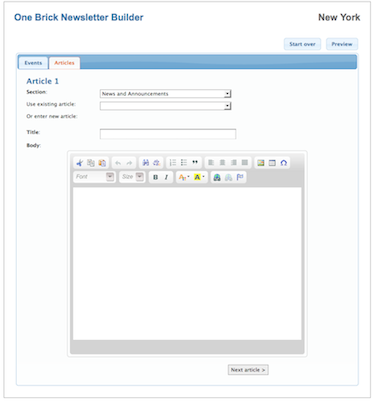 One Brick Newsletter Builder
New York
Start over
Preview
Events
Articles
Article 1
Section:
News and Announcements
Use existing article:
Or enter new article:
Title:
Body:
Font
Size
B
I
A
Next article >